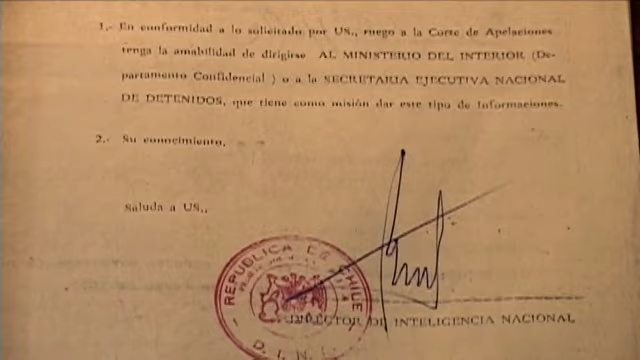 1.- En conformidad a lo solicitado por US., ruego a la Corte de Apelaciones
tenga la amabilidad de dirigirse AL MINISTERIO DEL INTERIOR (De-
partamento Confidencial ) o a la SECRETARIA EJECUTIVA NACIONAL
DE DETENIDOS, que tiene como misión dar este tipo de Informaciones.
2.- Su conocimiento.
Saluda a US.,
REPUBLICA DE CHILE
DIRECTOR DE INTELIGENCIA NACIONAL
D. I. N.